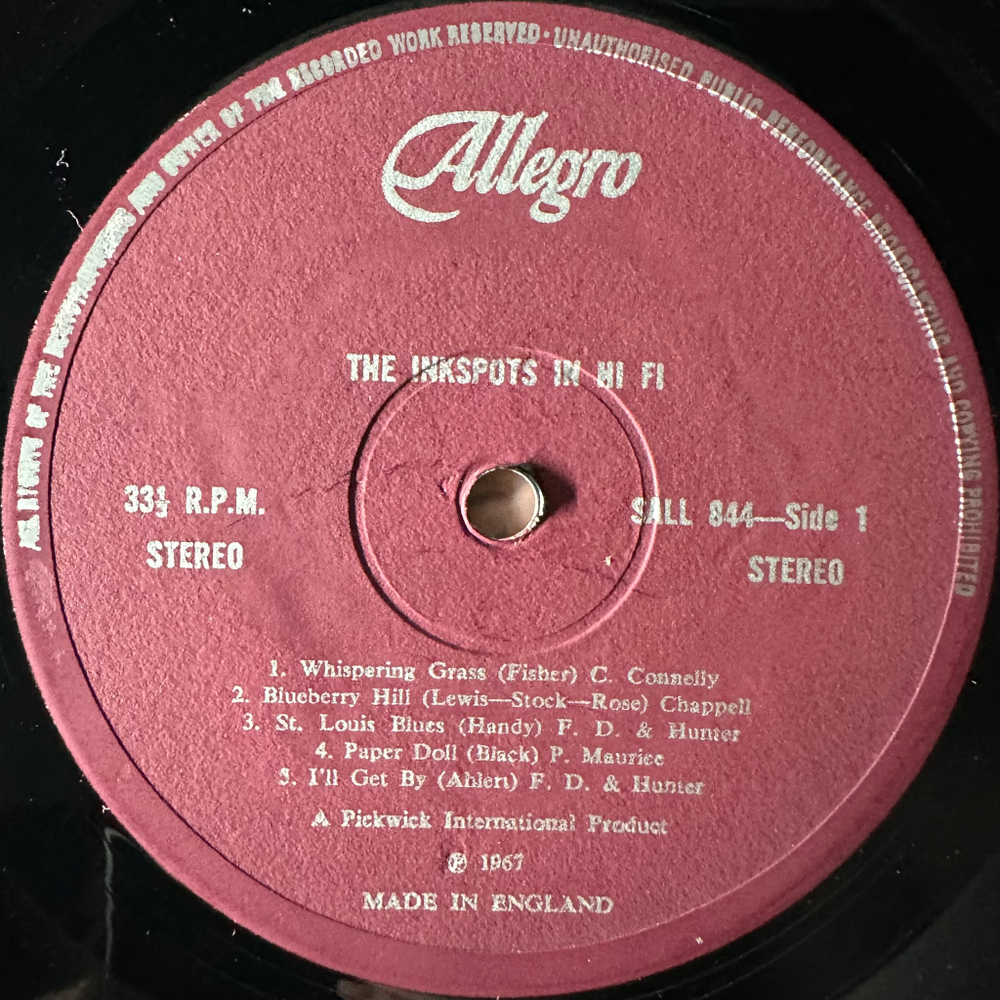 ALL RIGHTS OF THE MANUFACTURERS AND OWNER OF THE RECORDED WORK RESERVED · UNAUTHORISED PUBLIC PERFORMANCE BROADCASTING AND COPYING PROHIBITED
Allegro
THE INKSPOTS IN HI FI
33⅓ R.P.M.
STEREO
SALL 844—Side 1
STEREO
1. Whispering Grass (Fisher) C. Connelly
2. Blueberry Hill (Lewis—Stock—Rose) Chappell
3. St. Louis Blues (Handy) F. D. & Hunter
4. Paper Doll (Black) P. Maurice
5. I'll Get By (Ahlert) F. D. & Hunter
A Pickwick International Product
℗ 1967
MADE IN ENGLAND